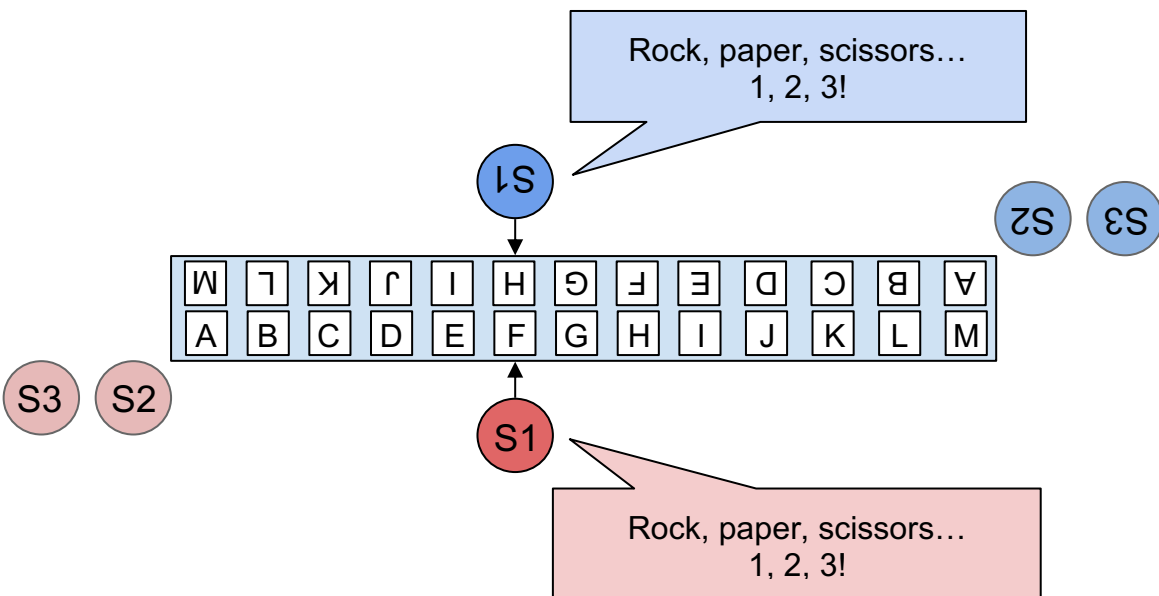 Rock, paper, scissors…
1, 2, 3!
S1
S2 S3
M L K J I H G F E D C B A
A B C D E F G H I J K L M
S3 S2
S1
Rock, paper, scissors…
1, 2, 3!